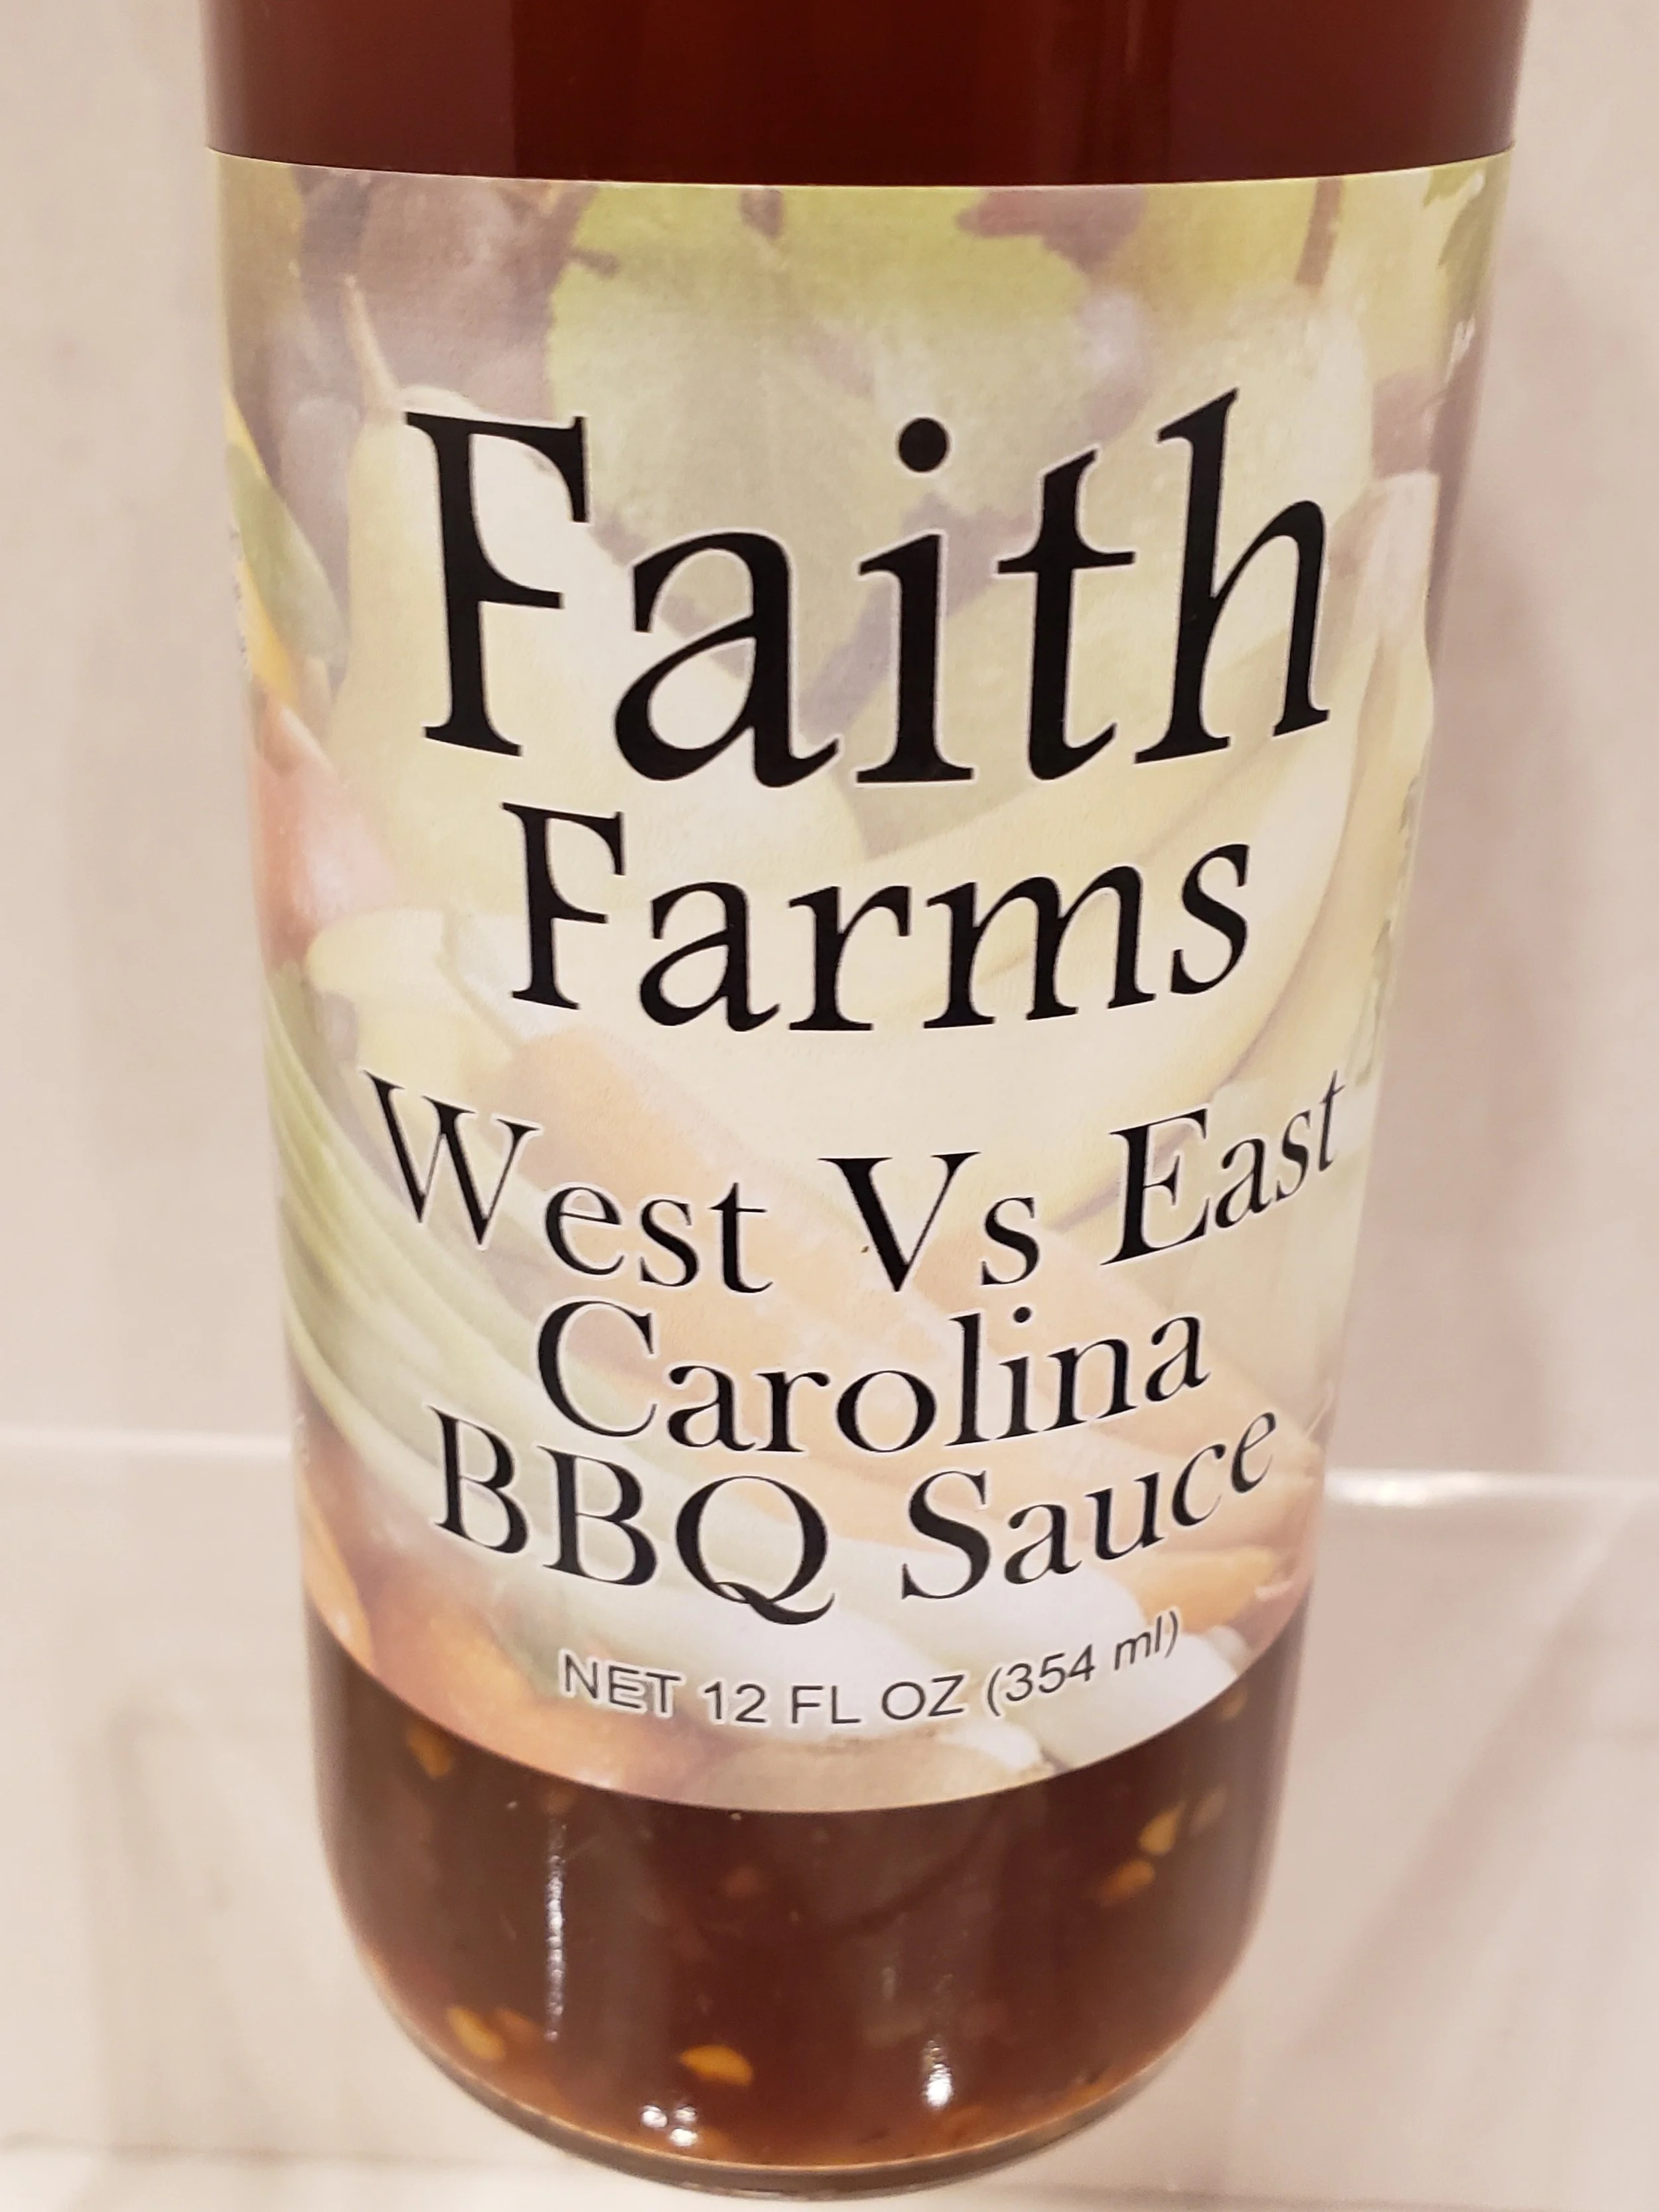 Faith
Farms
West Vs East
Carolina
BBQ Sauce
NET 12 FL OZ (354 ml)